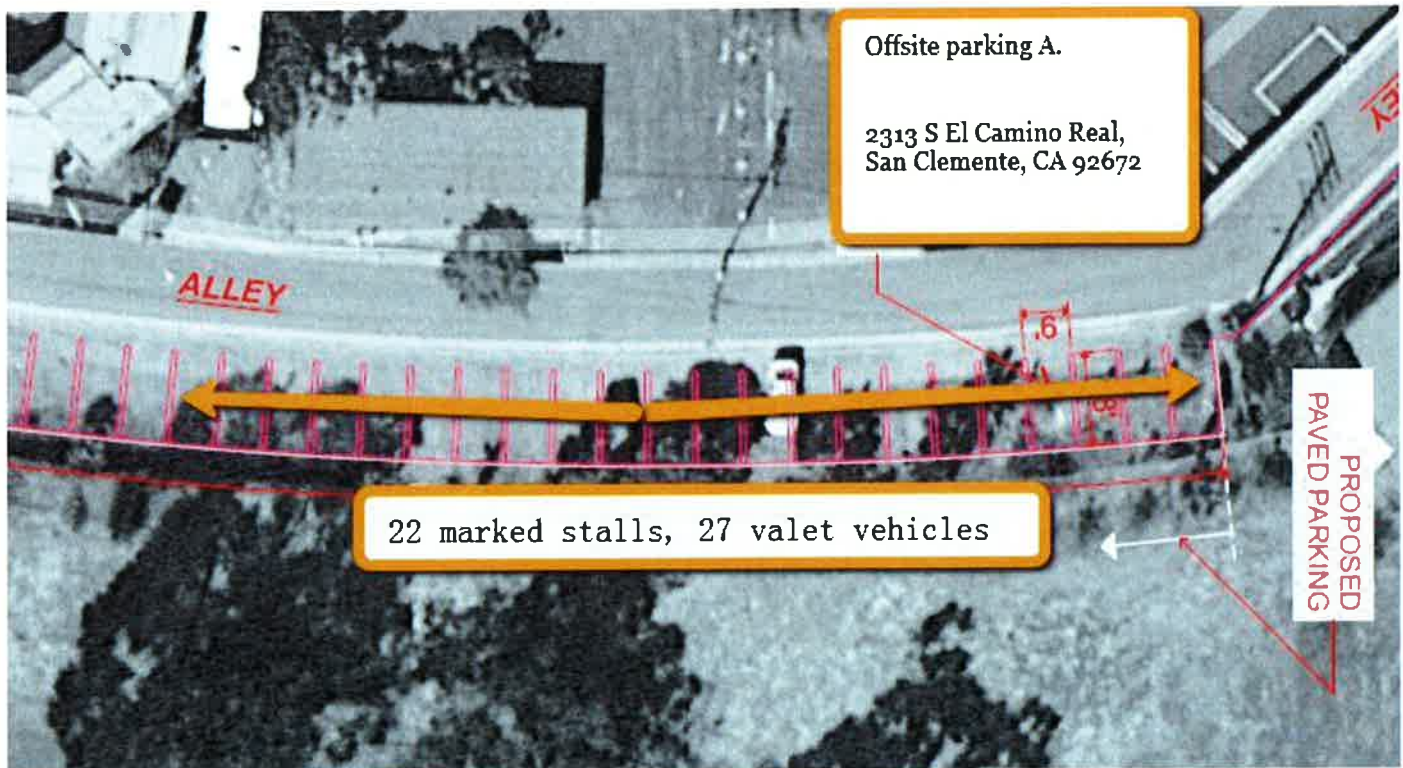 Offsite parking A.
2313 S El Camino Real,
San Clemente, CA 92672
ALLEY
9'
22 marked stalls, 27 valet vehicles
PROPOSED
PAVED PARKING